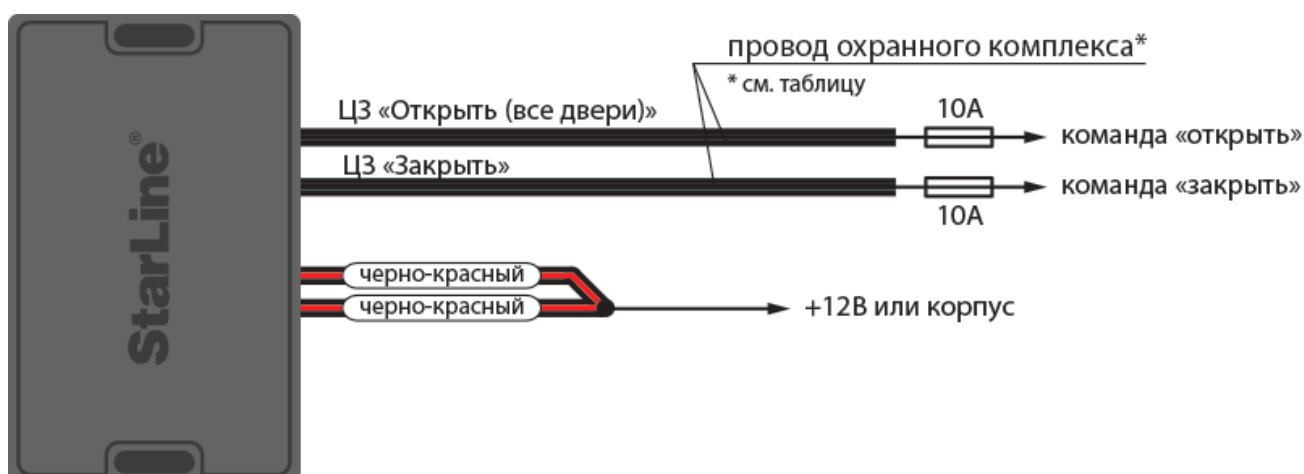 StarLine®
провод охранного комплекса*
* см. таблицу
ЦЗ «Открыть (все двери)»
10А
команда «открыть»
ЦЗ «Закрыть»
команда «закрыть»
10А
черно-красный
черно-красный
+12В или корпус